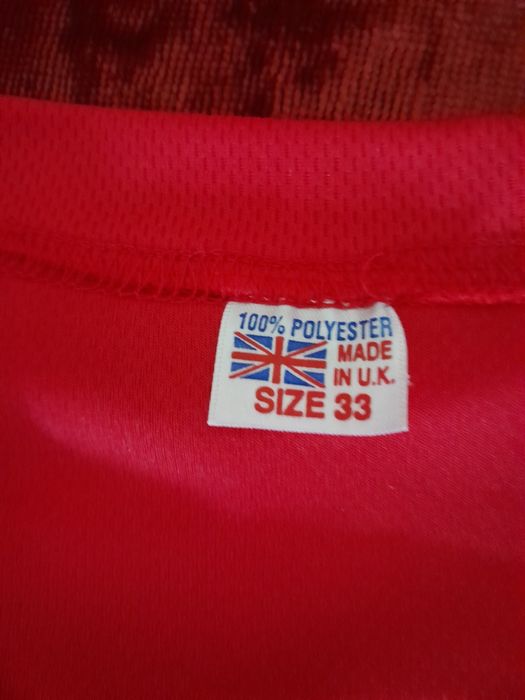 100% POLYESTER
MADE
IN U.K.
SIZE 33